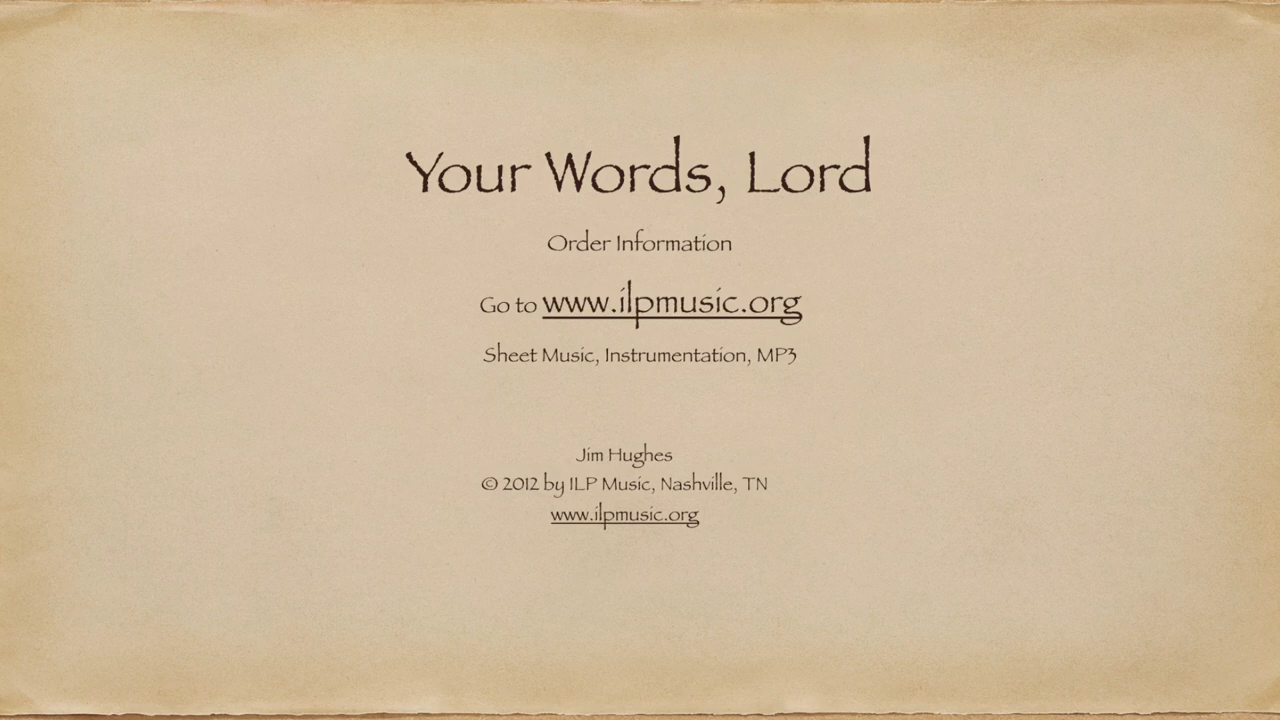 Your Words, Lord
Order Information
Go to www.ilpmusic.org
Sheet Music, Instrumentation, MP3
Jim Hughes
© 2012 by ILP Music, Nashville, TN
www.ilpmusic.org